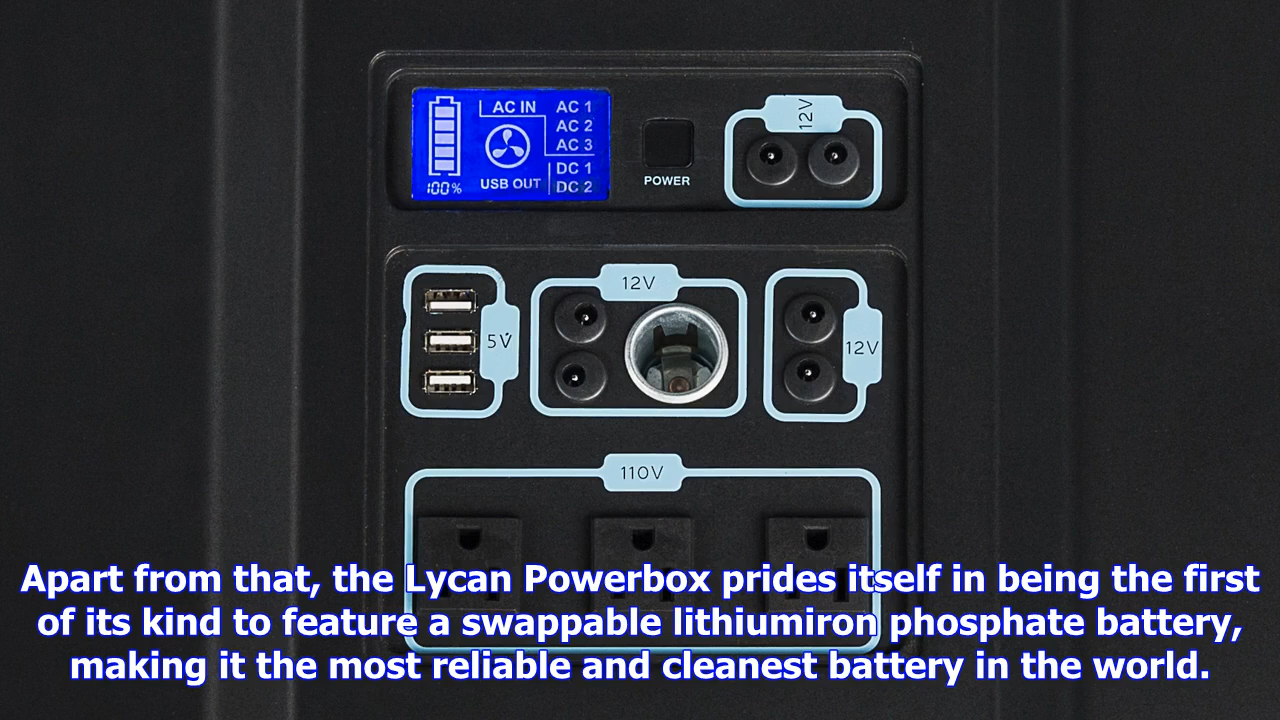 AC IN
AC 1
AC 2
AC 3
DC 1
DC 2
USB OUT
100%
POWER
12V
5V
12V
12V
110V
Apart from that, the Lycan Powerbox prides itself in being the first
of its kind to feature a swappable lithiumiron phosphate battery,
making it the most reliable and cleanest battery in the world.